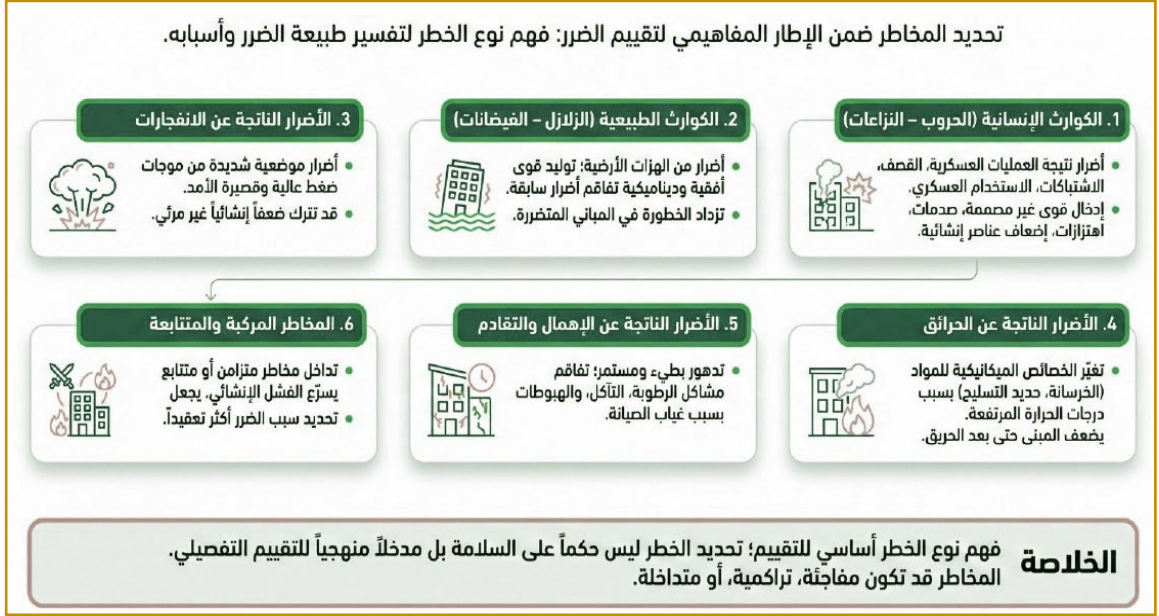 تحديد المخاطر ضمن الإطار المفاهيمي لتقييم الضرر: فهم نوع الخطر لتفسير طبيعة الضرر وأسبابه.
1. الكوارث الإنسانية (الحروب – النزاعات)
أضرار نتيجة العمليات العسكرية، القصف،
الاشتباكات، الاستخدام العسكري.
إدخال قوى غير مصممة، صدمات،
اهتزازات، إضعاف عناصر إنشائية.
2. الكوارث الطبيعية (الزلازل – الفيضانات)
أضرار من الهزات الأرضية؛ توليد قوى
أفقية وديناميكية تفاقم أضرار سابقة.
تزداد الخطورة في المباني المتضررة.
3. الأضرار الناتجة عن الانفجارات
أضرار موضعية شديدة من موجات
ضغط عالية وقصيرة الأمد.
قد تترك ضعفاً إنشائياً غير مرئي.
4. الأضرار الناتجة عن الحرائق
تغيّر الخصائص الميكانيكية للمواد
(الخرسانة، حديد التسليح) بسبب
درجات الحرارة المرتفعة.
يضعف المبنى حتى بعد الحريق.
5. الأضرار الناتجة عن الإهمال والتقادم
تدهور بطيء ومستمر؛ تفاقم
مشاكل الرطوبة، التآكل، والهبوطات
بسبب غياب الصيانة.
6. المخاطر المركبة والمتتابعة
تداخل مخاطر متزامن أو متتابع
يسرّع الفشل الإنشائي. يجعل
تحديد سبب الضرر أكثر تعقيداً.
الخلاصة
فهم نوع الخطر أساسي للتقييم؛ تحديد الخطر ليس حكماً على السلامة بل مدخلاً منهجياً للتقييم التفصيلي.
المخاطر قد تكون مفاجئة، تراكمية، أو متداخلة.